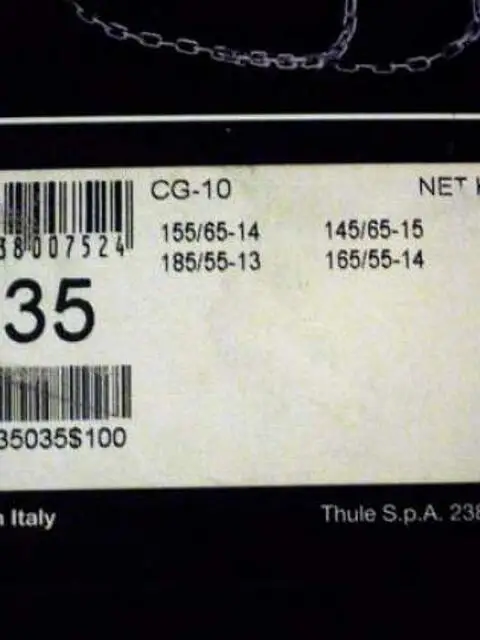 CG-10 NET
155/65-14 145/65-15
185/55-13 165/55-14
38007524
35
35035$100
Italy
Thule S.p.A. 238